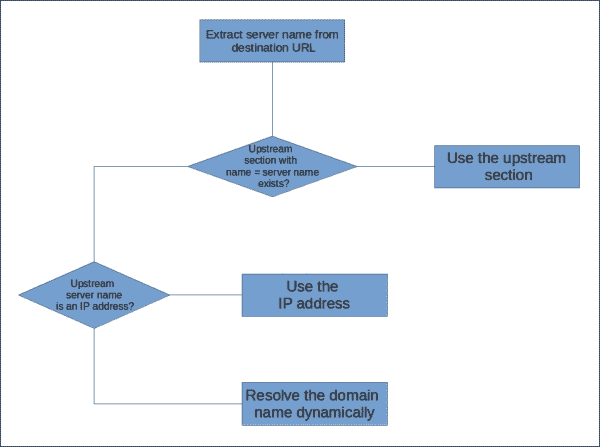 Extract server name from
destination URL
Upstream
section with
name = server name
exists?
Use the upstream
section
Upstream
server name
is an IP address?
Use the
IP address
Resolve the domain
name dynamically